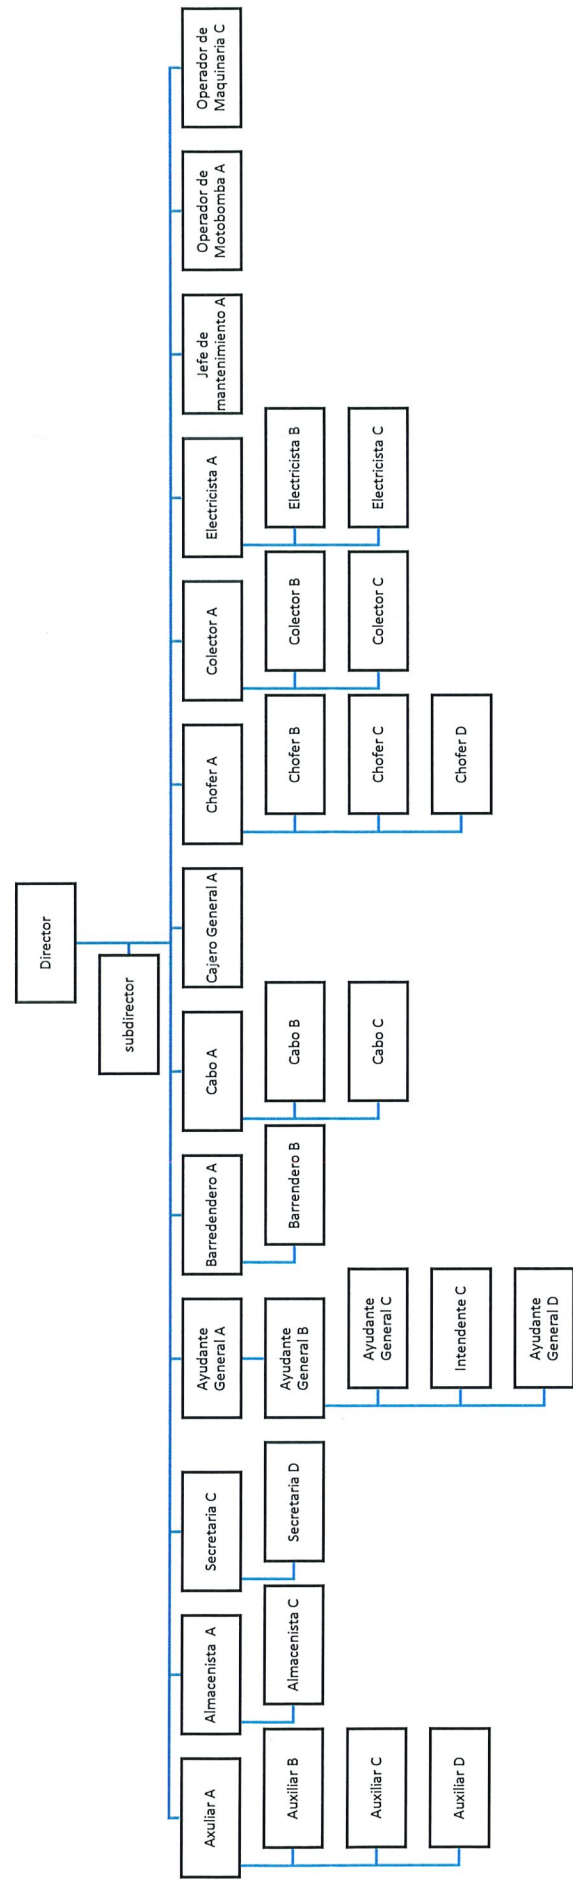 Director
subdirector
Axuliar A
Auxiliar B
Auxiliar C
Auxiliar D
Almacenista A
Almacenista C
Secretaria C
Secretaria D
Ayudante
General A
Ayudante
General B
Ayudante
General C
Intendente C
Ayudante
General D
Barredendero A
Barrendero B
Cabo A
Cabo B
Cabo C
Cajero General A
Chofer A
Chofer B
Chofer C
Chofer D
Colector A
Colector B
Colector C
Electricista A
Electricista B
Electricista C
Jefe de
mantenimiento A
Operador de
Motobomba A
Operador de
Maquinaria C